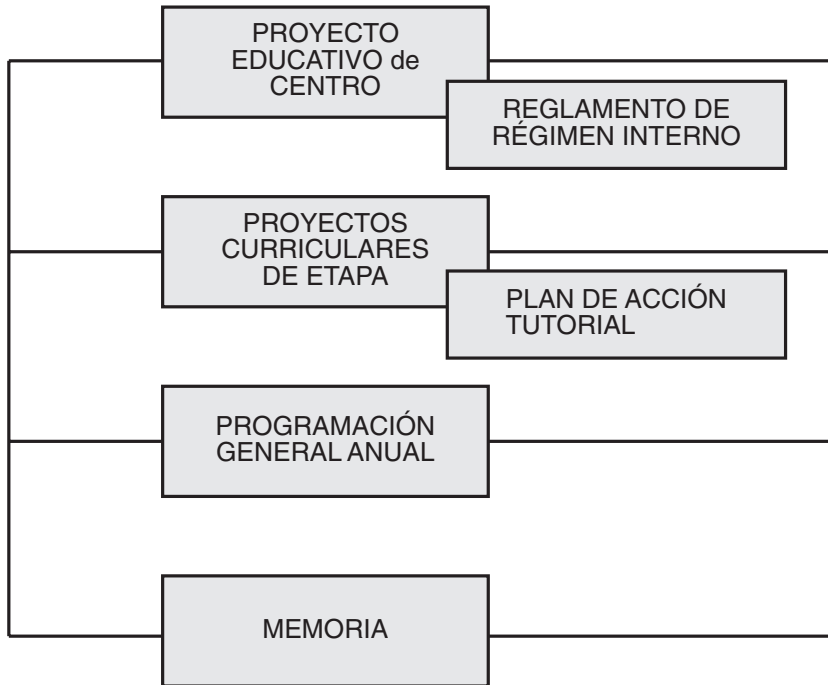 PROYECTO
EDUCATIVO de
CENTRO
REGLAMENTO DE
RÉGIMEN INTERNO
PROYECTOS
CURRICULARES
DE ETAPA
PLAN DE ACCIÓN
TUTORIAL
PROGRAMACIÓN
GENERAL ANUAL
MEMORIA